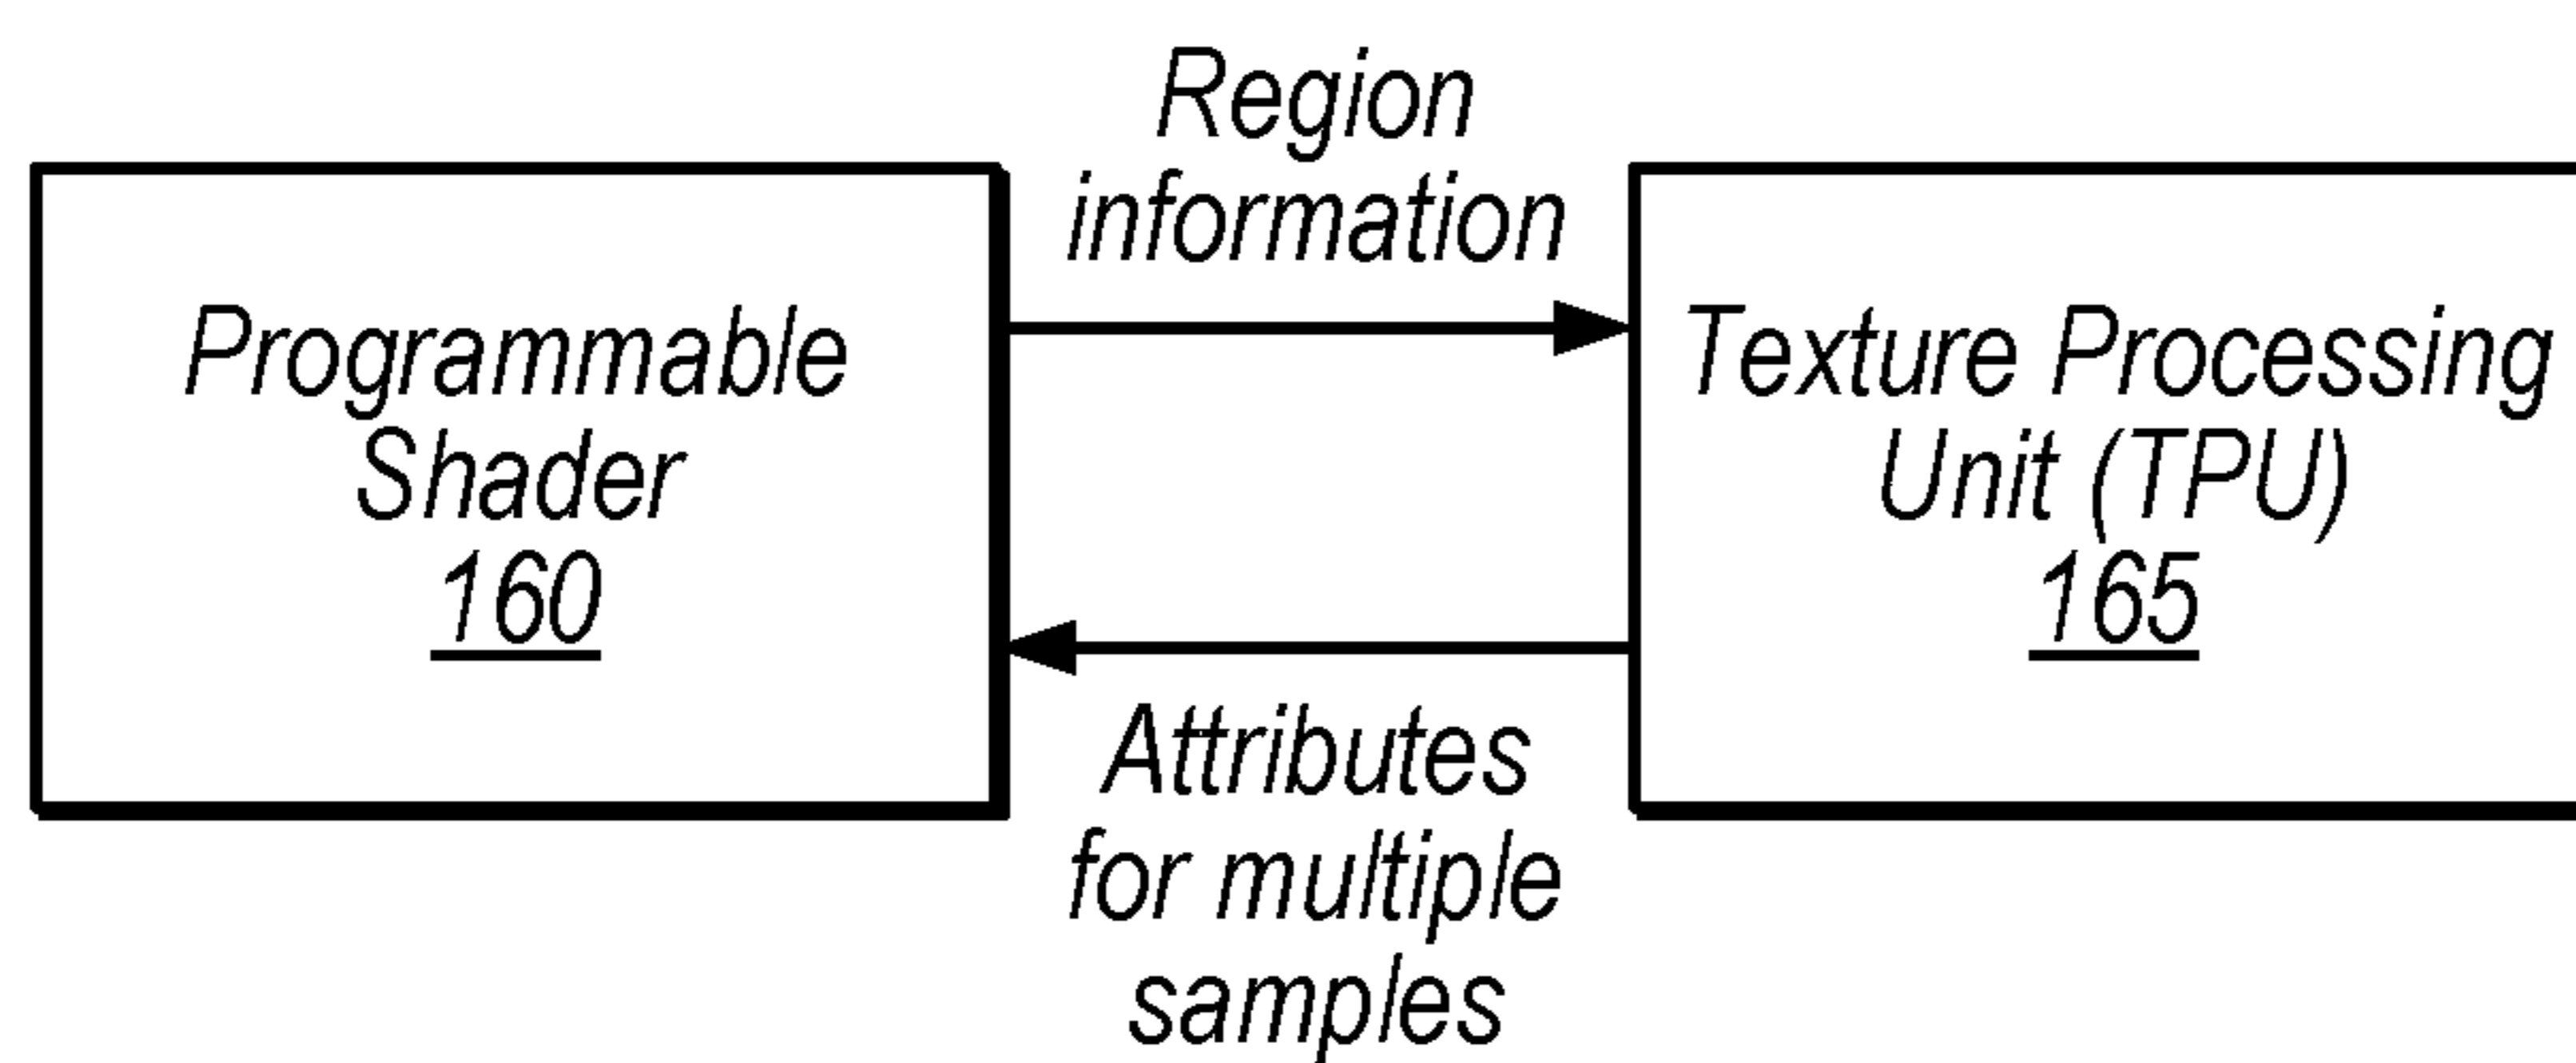 Region
information
Programmable
Shader
160
Texture Processing
Unit (TPU)
165
Attributes
for multiple
samples